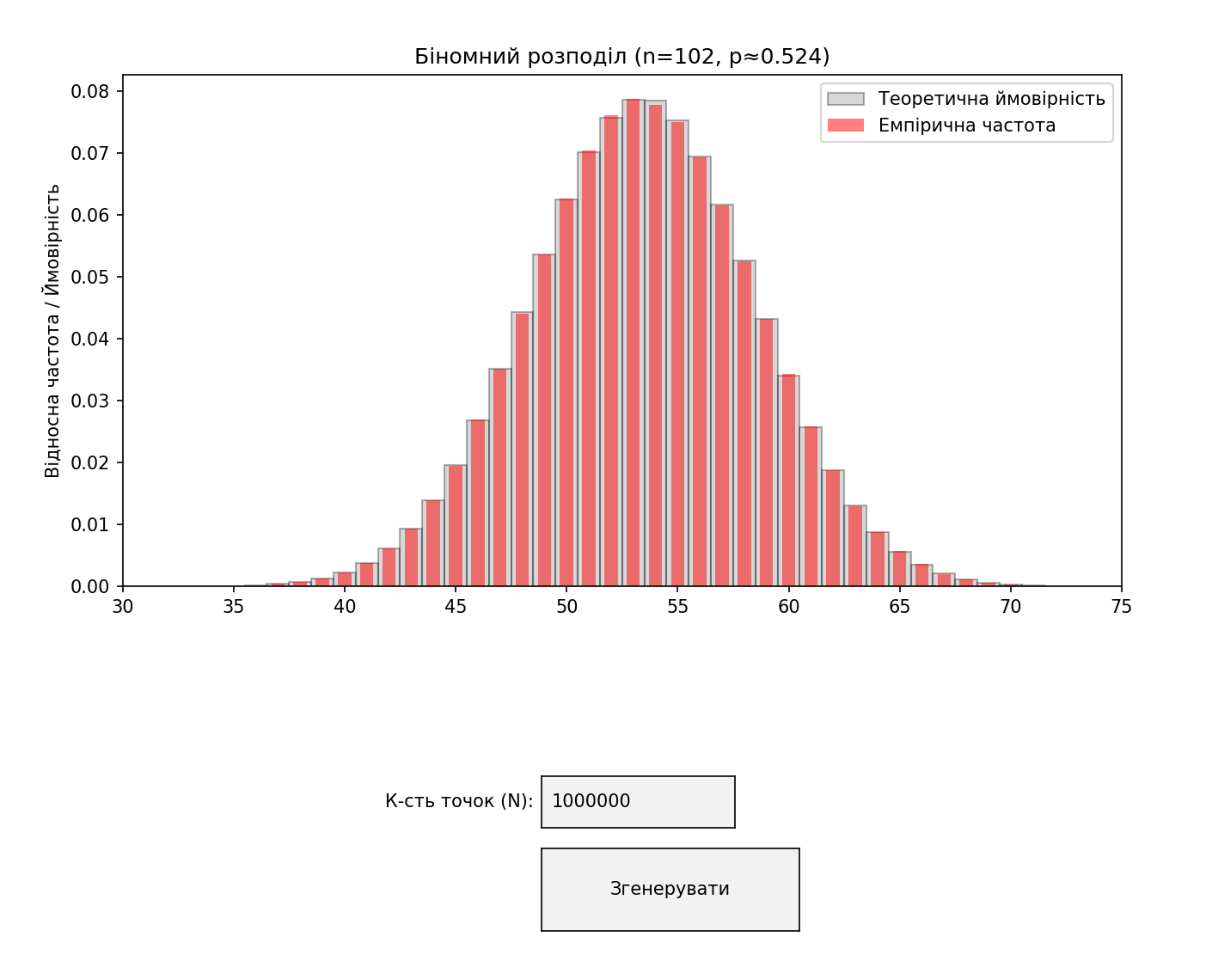 Біномний розподіл (n=102, p≈0.524)
Теоретична ймовірність
Емпірична частота
Відносна частота / Ймовірність
0.08
0.07
0.06
0.05
0.04
0.03
0.02
0.01
0.00
30 35 40 45 50 55 60 65 70 75
К-сть точок (N): 1000000
Згенерувати